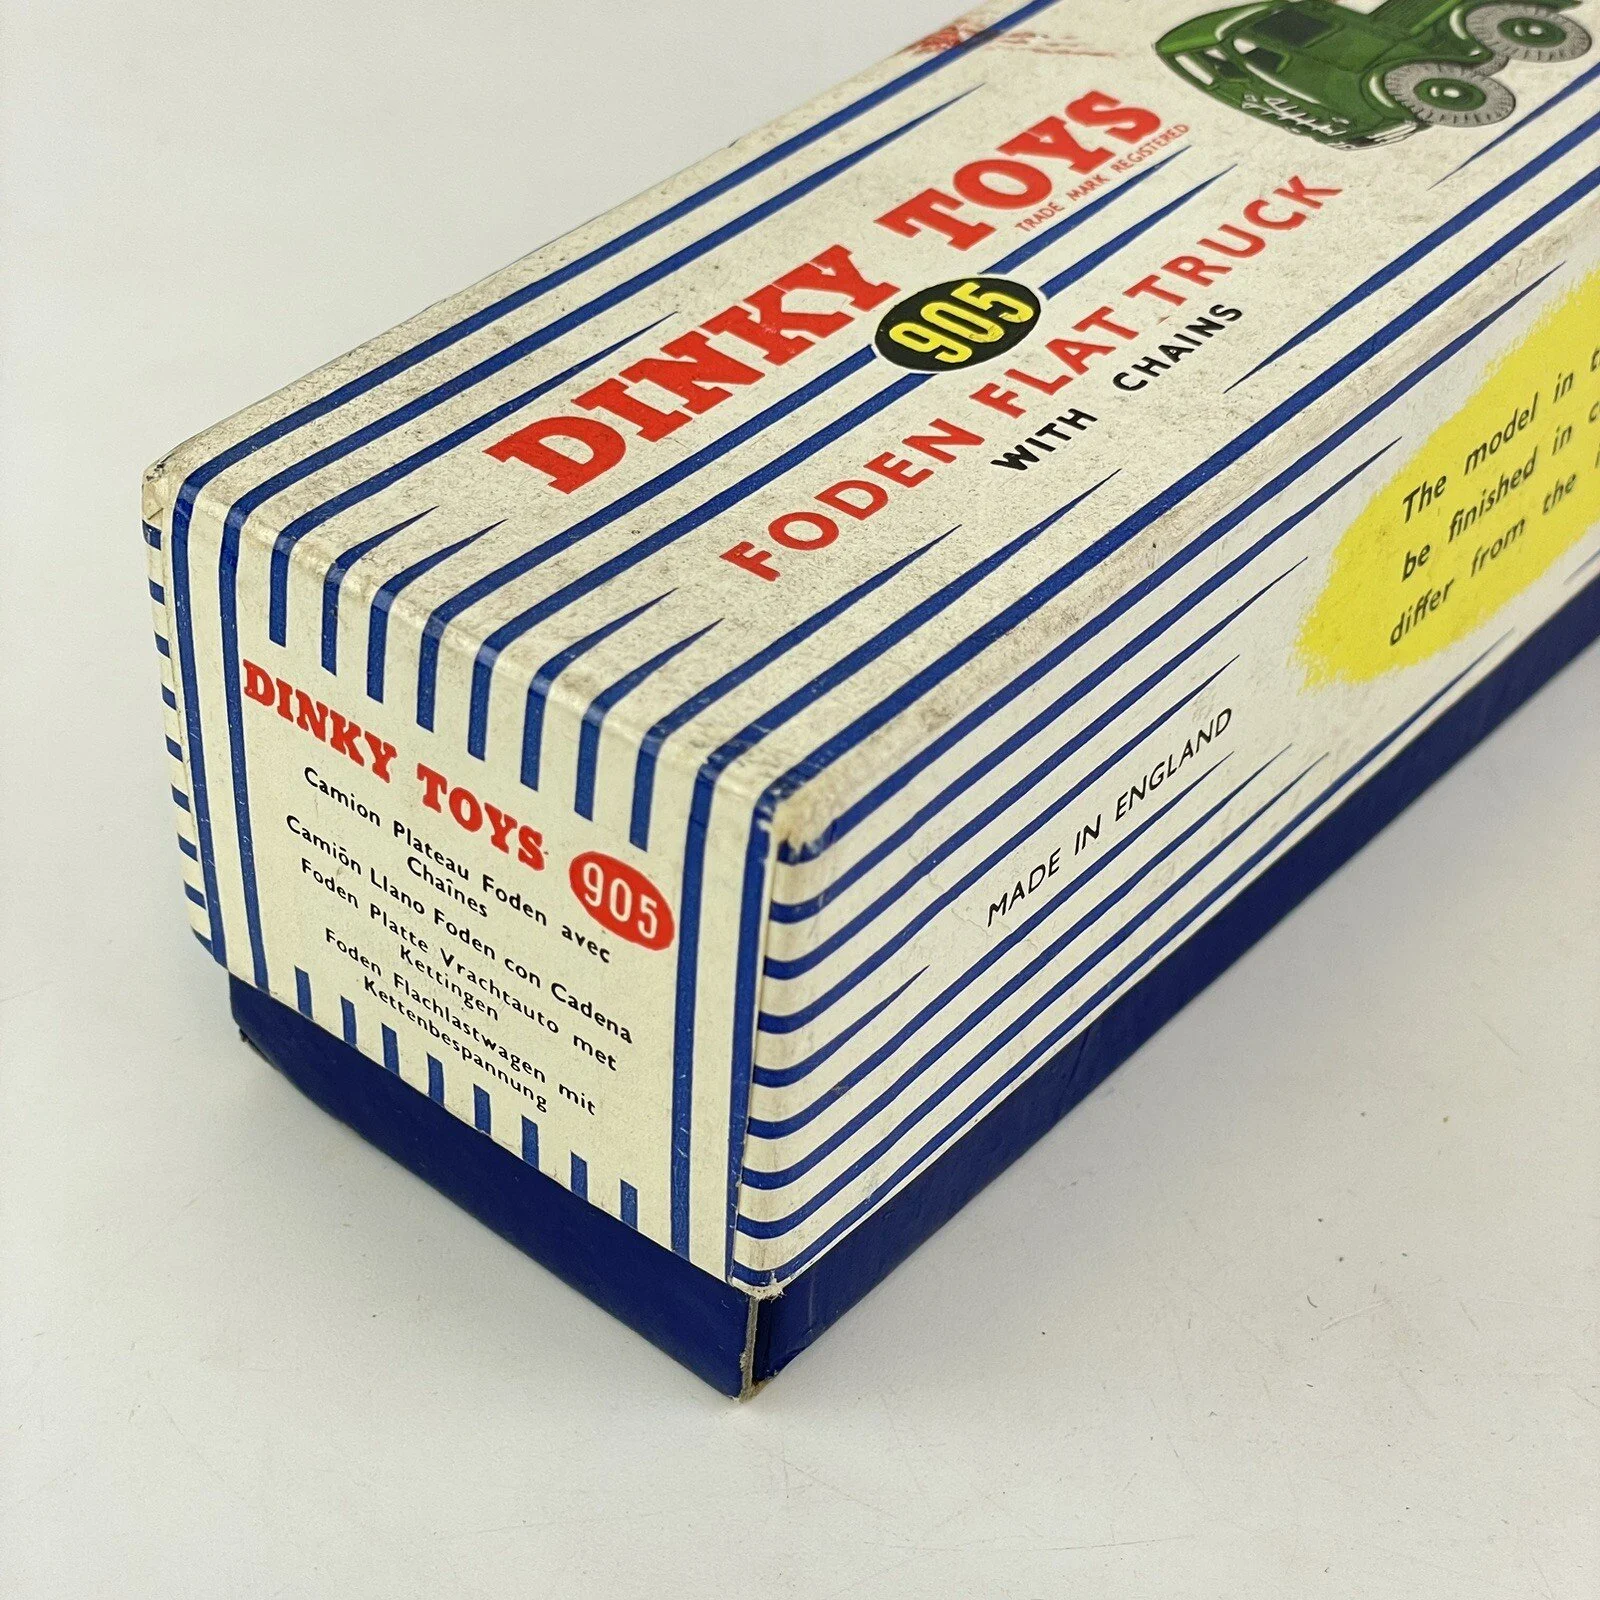 DINKY TOYS
TRADE MARK REGISTERED
905
FODEN FLAT TRUCK
WITH CHAINS
The model in
be finished in
differ from the
MADE IN ENGLAND
DINKY TOYS 905
Camion Plateau Foden avec
Chaînes
Camión Llano Foden con Cadena
Foden Platte Vrachtauto met
Kettingen
Foden Flachlastwagen mit
Kettenbespannung